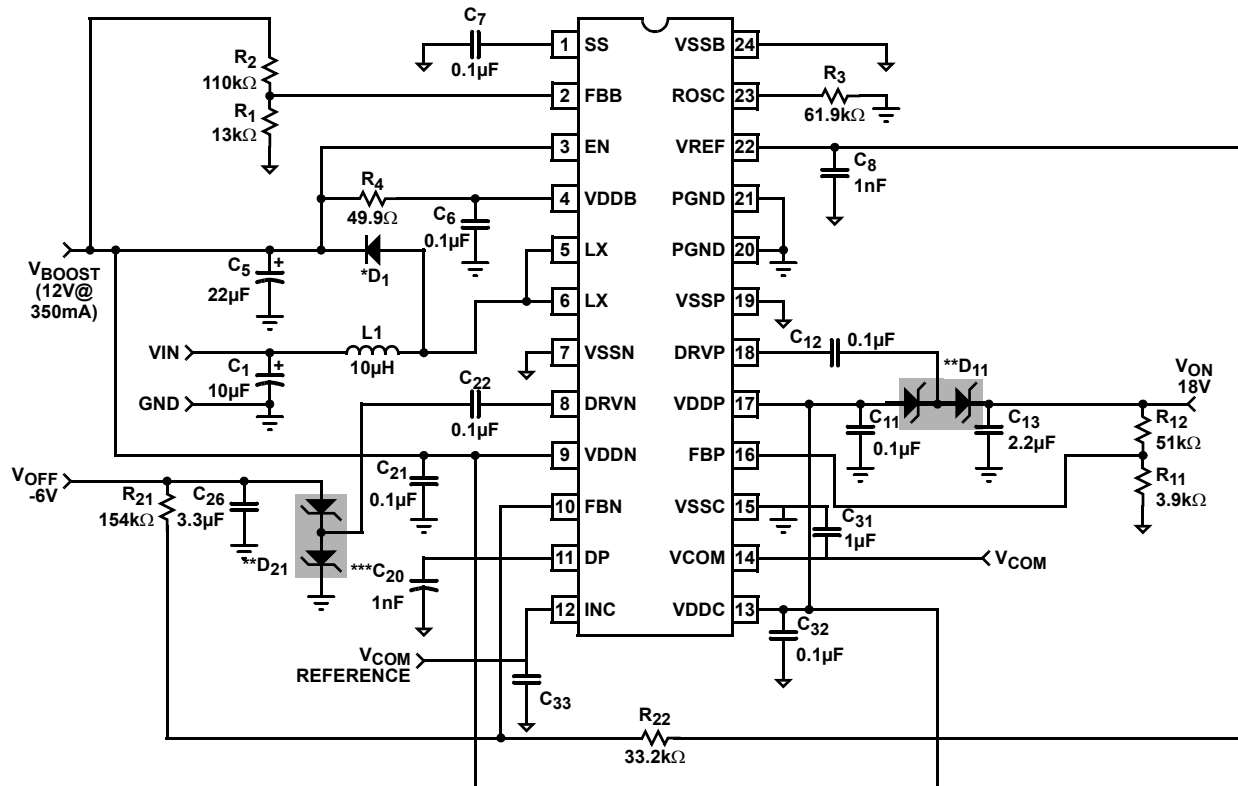 C7
0.1µF
R2
110kΩ
R1
13kΩ
R4
49.9Ω
C6
0.1µF
VBOOST
(12V@
350mA)
C5
+
22µF
*D1
VIN
L1
10µH
C1
+
10µF
GND
C22
0.1µF
VOFF
-6V
R21
154kΩ
C26
3.3µF
**D21
C21
0.1µF
***C20
1nF
VCOM
REFERENCE
C33
1 SS
2 FBB
3 EN
4 VDDB
5 LX
6 LX
7 VSSN
8 DRVN
9 VDDN
10 FBN
11 DP
12 INC
VSSB 24
ROSC 23
VREF 22
PGND 21
PGND 20
VSSP 19
DRVP 18
VDDP 17
FBP 16
VSSC 15
VCOM 14
VDDC 13
R3
61.9kΩ
C8
1nF
C12
0.1µF
**D11
VON
18V
C11
0.1µF
C13
2.2µF
R12
51kΩ
R11
3.9kΩ
C31
1µF
VCOM
C32
0.1µF
R22
33.2kΩ